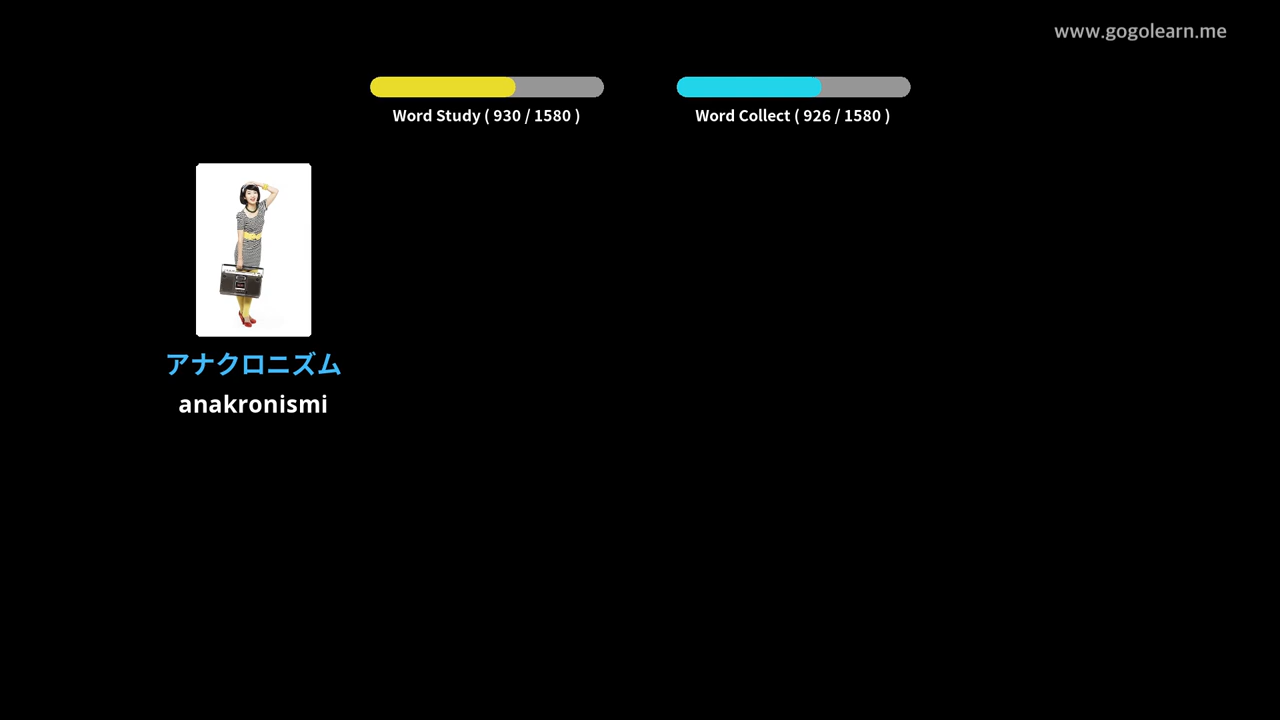 www.gogolearn.me
Word Study ( 930 / 1580 )
Word Collect ( 926 / 1580 )
アナクロニズム
anakronismi